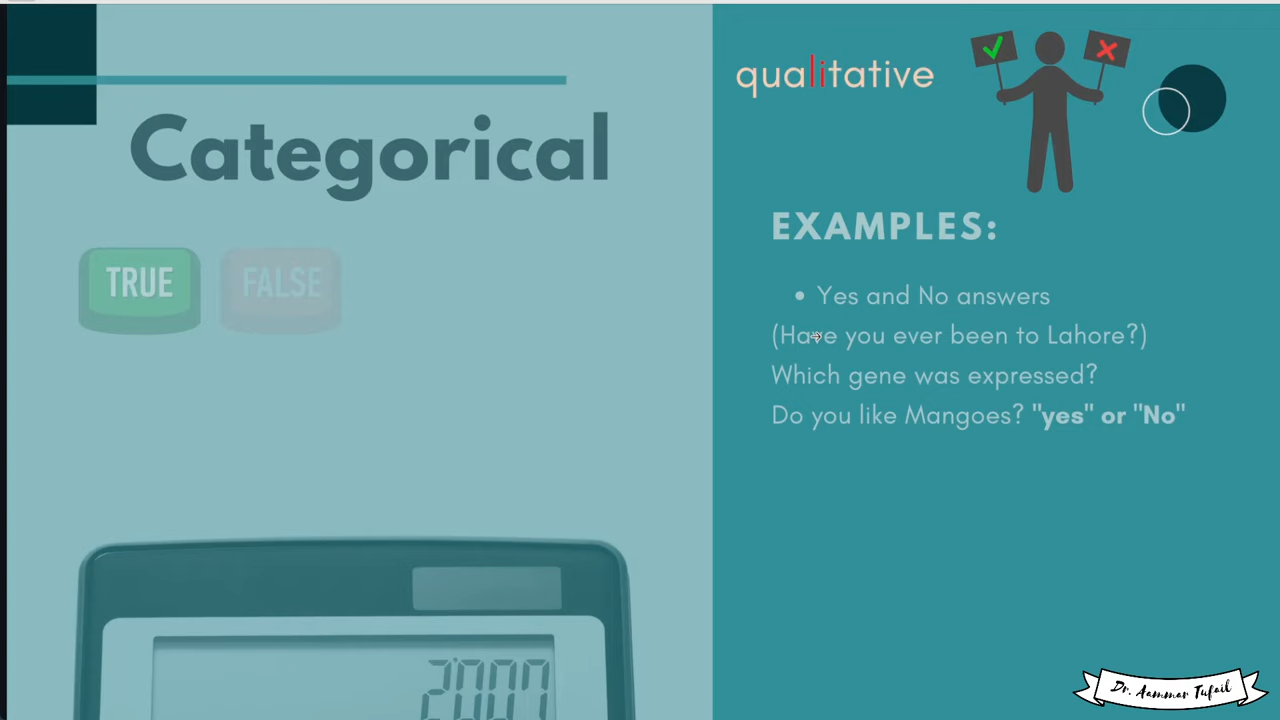 Categorical
TRUE FALSE
qualitative
EXAMPLES:
• Yes and No answers
(Have you ever been to Lahore?)
Which gene was expressed?
Do you like Mangoes? "yes" or "No"
Dr. Aammar Tufail